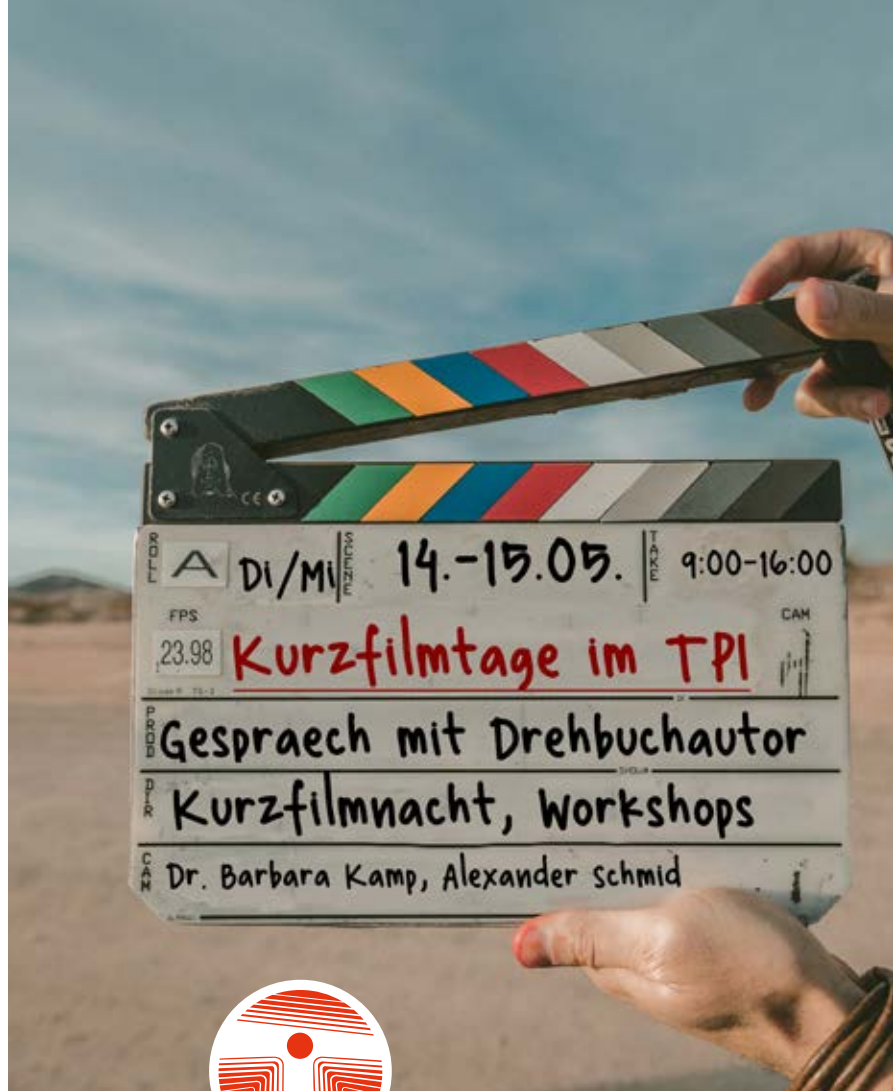 ROLL A Di/Mi SCENE 14.-15.05. TAKE 9:00-16:00
FPS CAM
23.98 Kurzfilmtage im TPI
PROD Gespraech mit Drehbuchautor
DIR Kurzfilmnacht, Workshops
CAM Dr. Barbara Kamp, Alexander Schmid
CE